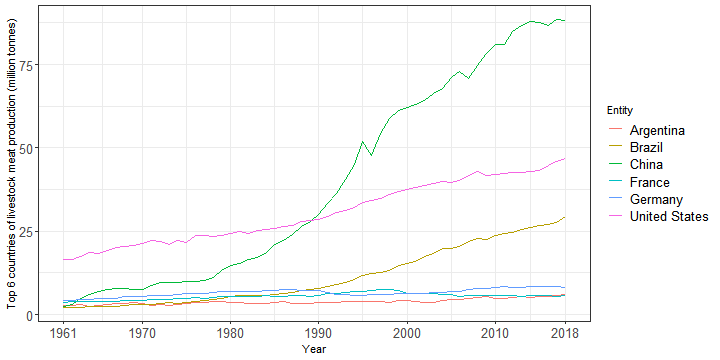 Top 6 countries of livestock meat production (million tonnes)
75
50
25
0
1961
1970
1980
1990
2000
2010
2018
Year
Entity
Argentina
Brazil
China
France
Germany
United States